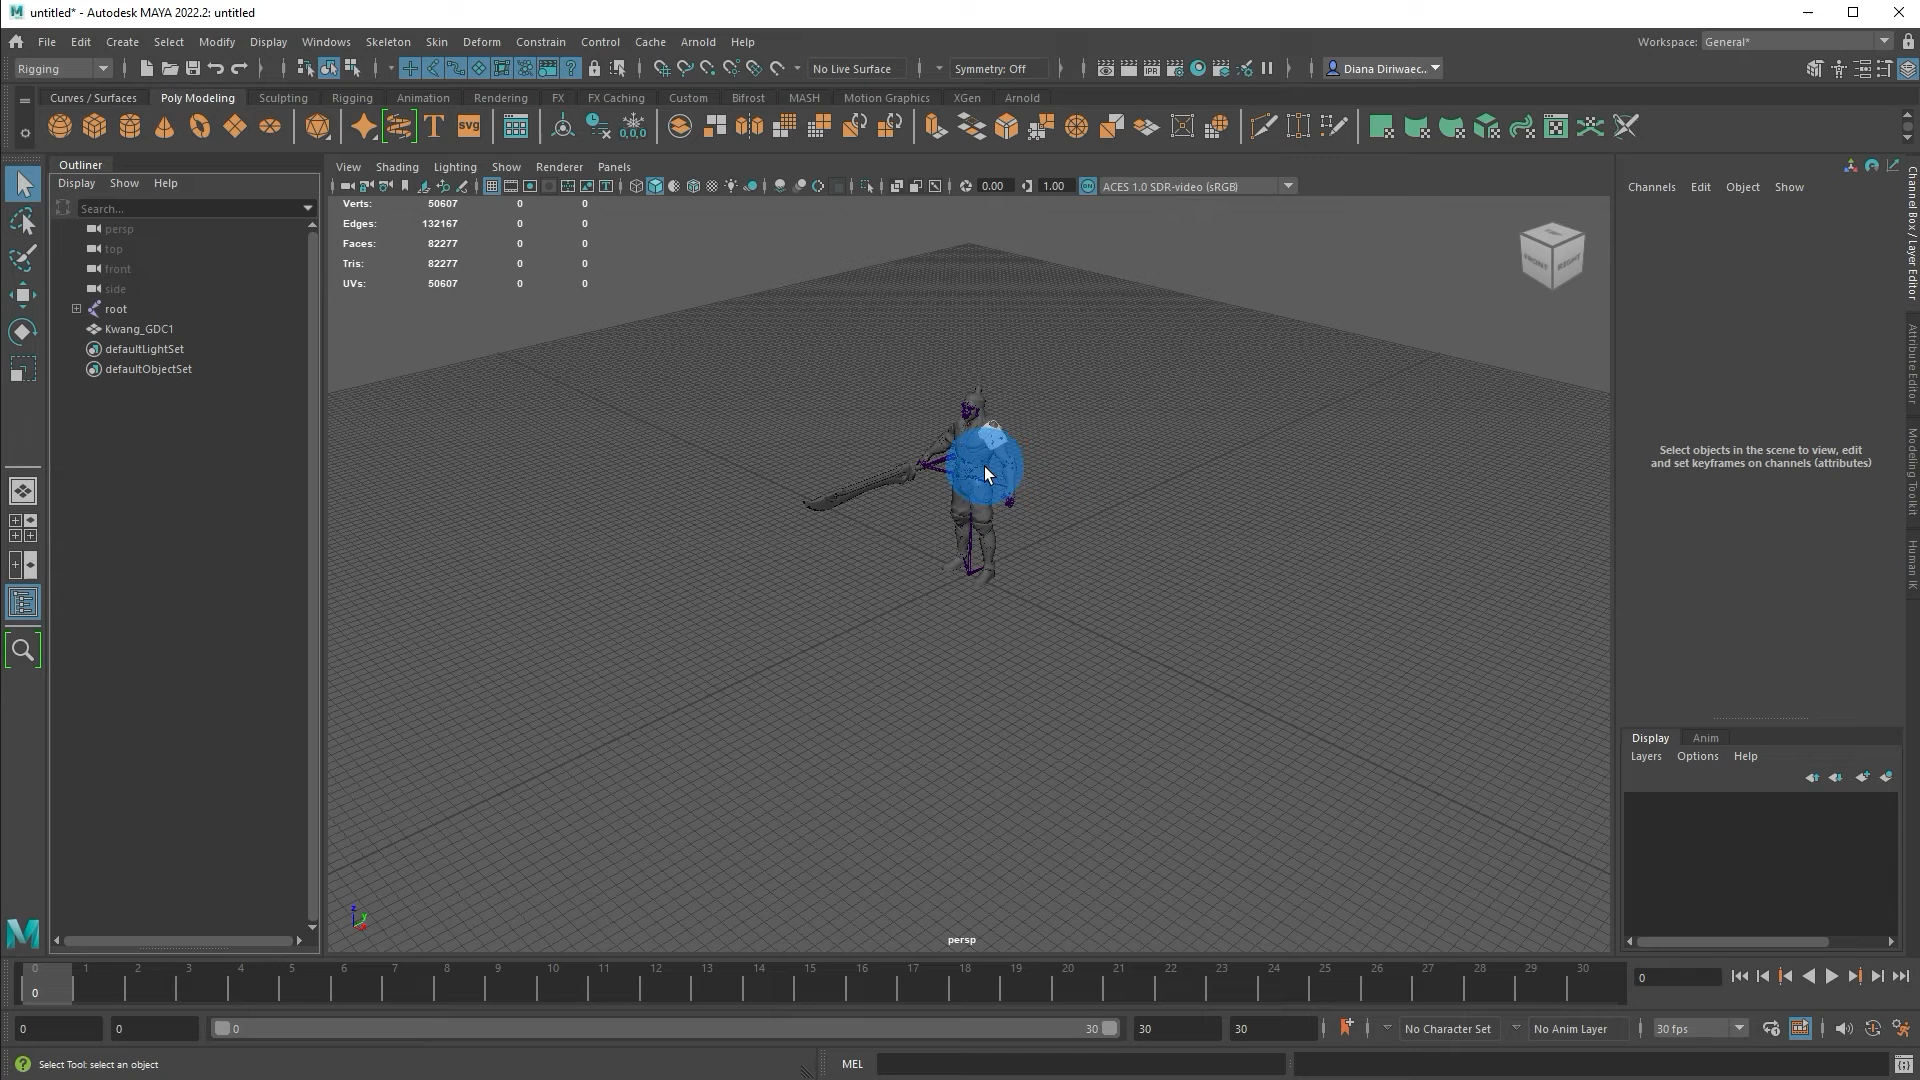 untitled* - Autodesk MAYA 2022.2: untitled
File Edit Create Select Modify Display Windows Skeleton Skin Deform Constrain Control Cache Arnold Help
Workspace: General*
Rigging
No Live Surface
Symmetry: Off
Diana Diriwaec...
Curves / Surfaces Poly Modeling Sculpting Rigging Animation Rendering FX FX Caching Custom Bifrost MASH Motion Graphics XGen Arnold
T
svg
0,0,0
IPR
Outliner
Display Show Help
Search...
persp
top
front
side
root
Kwang_GDC1
defaultLightSet
defaultObjectSet
View Shading Lighting Show Renderer Panels
0.00
1.00
ACES 1.0 SDR-video (sRGB)
Verts: 50607 0 0
Edges: 132167 0 0
Faces: 82277 0 0
Tris: 82277 0 0
UVs: 50607 0 0
FRONT
RIGHT
z
y
persp
Channels Edit Object Show
Channel Box / Layer Editor
Attribute Editor
Modeling Toolkit
Human IK
Select objects in the scene to view, edit
and set keyframes on channels (attributes)
Display Anim
Layers Options Help
0 1 2 3 4 5 6 7 8 9 10 11 12 13 14 15 16 17 18 19 20 21 22 23 24 25 26 27 28 29 30
0
0
0
0
0
30
30
30
No Character Set
No Anim Layer
30 fps
Select Tool: select an object
MEL